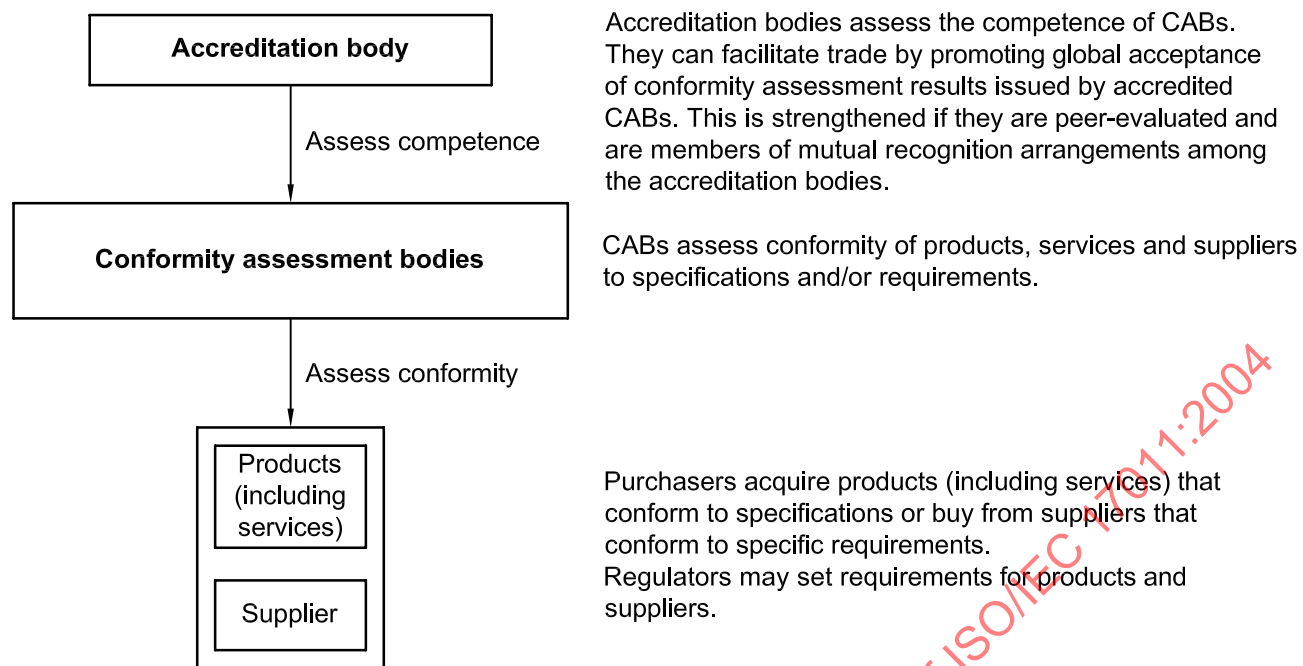 Accreditation body
Accreditation bodies assess the competence of CABs.
They can facilitate trade by promoting global acceptance
of conformity assessment results issued by accredited
CABs. This is strengthened if they are peer-evaluated and
are members of mutual recognition arrangements among
the accreditation bodies.
Assess competence
Conformity assessment bodies
CABs assess conformity of products, services and suppliers
to specifications and/or requirements.
Assess conformity
Products
(including
services)
Supplier
Purchasers acquire products (including services) that
conform to specifications or buy from suppliers that
conform to specific requirements.
Regulators may set requirements for products and
suppliers.
ISO/IEC 17011:2004